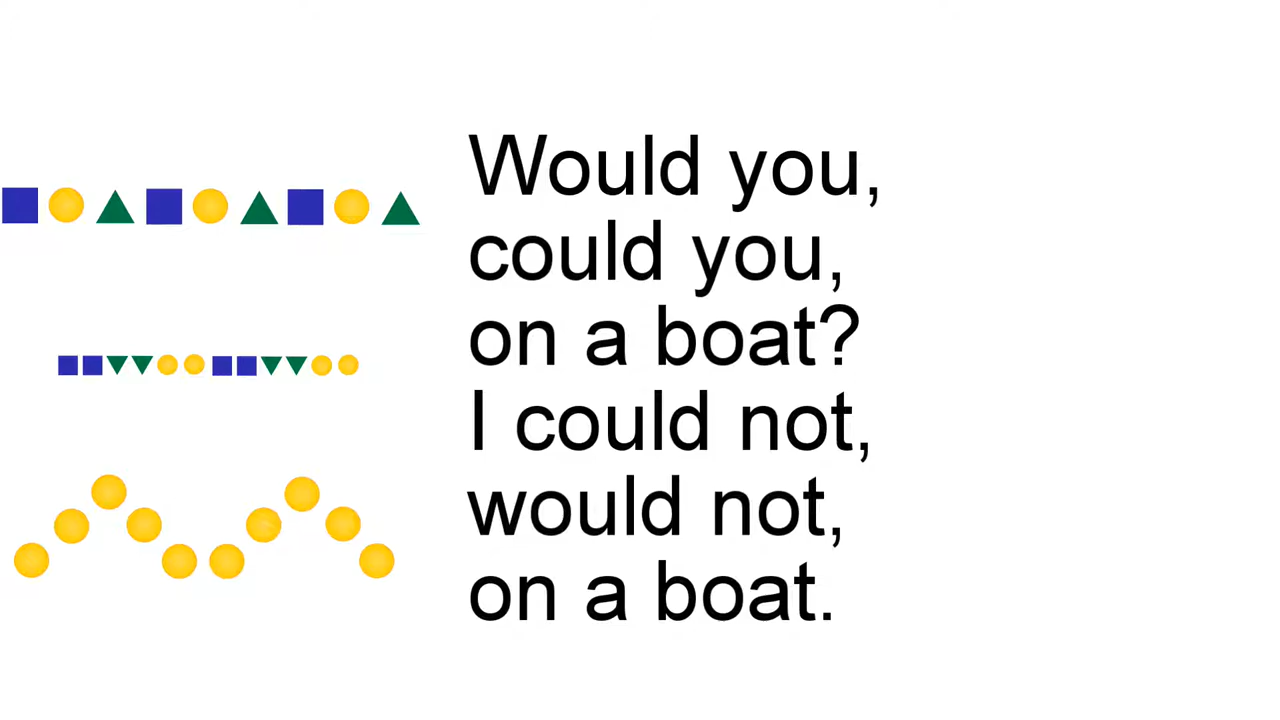 Would you,
could you,
on a boat?
I could not,
would not,
on a boat.